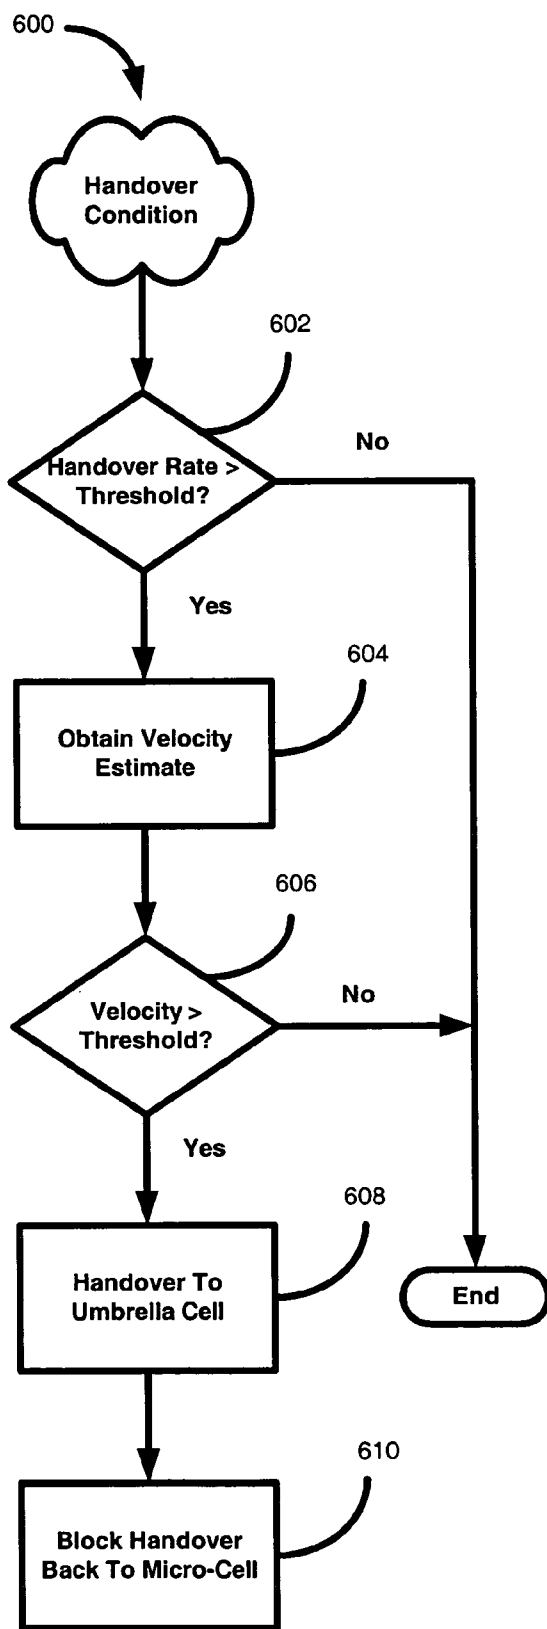 600
Handover
Condition
602
Handover Rate >
Threshold?
No
Yes
604
Obtain Velocity
Estimate
606
Velocity >
Threshold?
No
Yes
608
Handover To
Umbrella Cell
End
610
Block Handover
Back To Micro-Cell